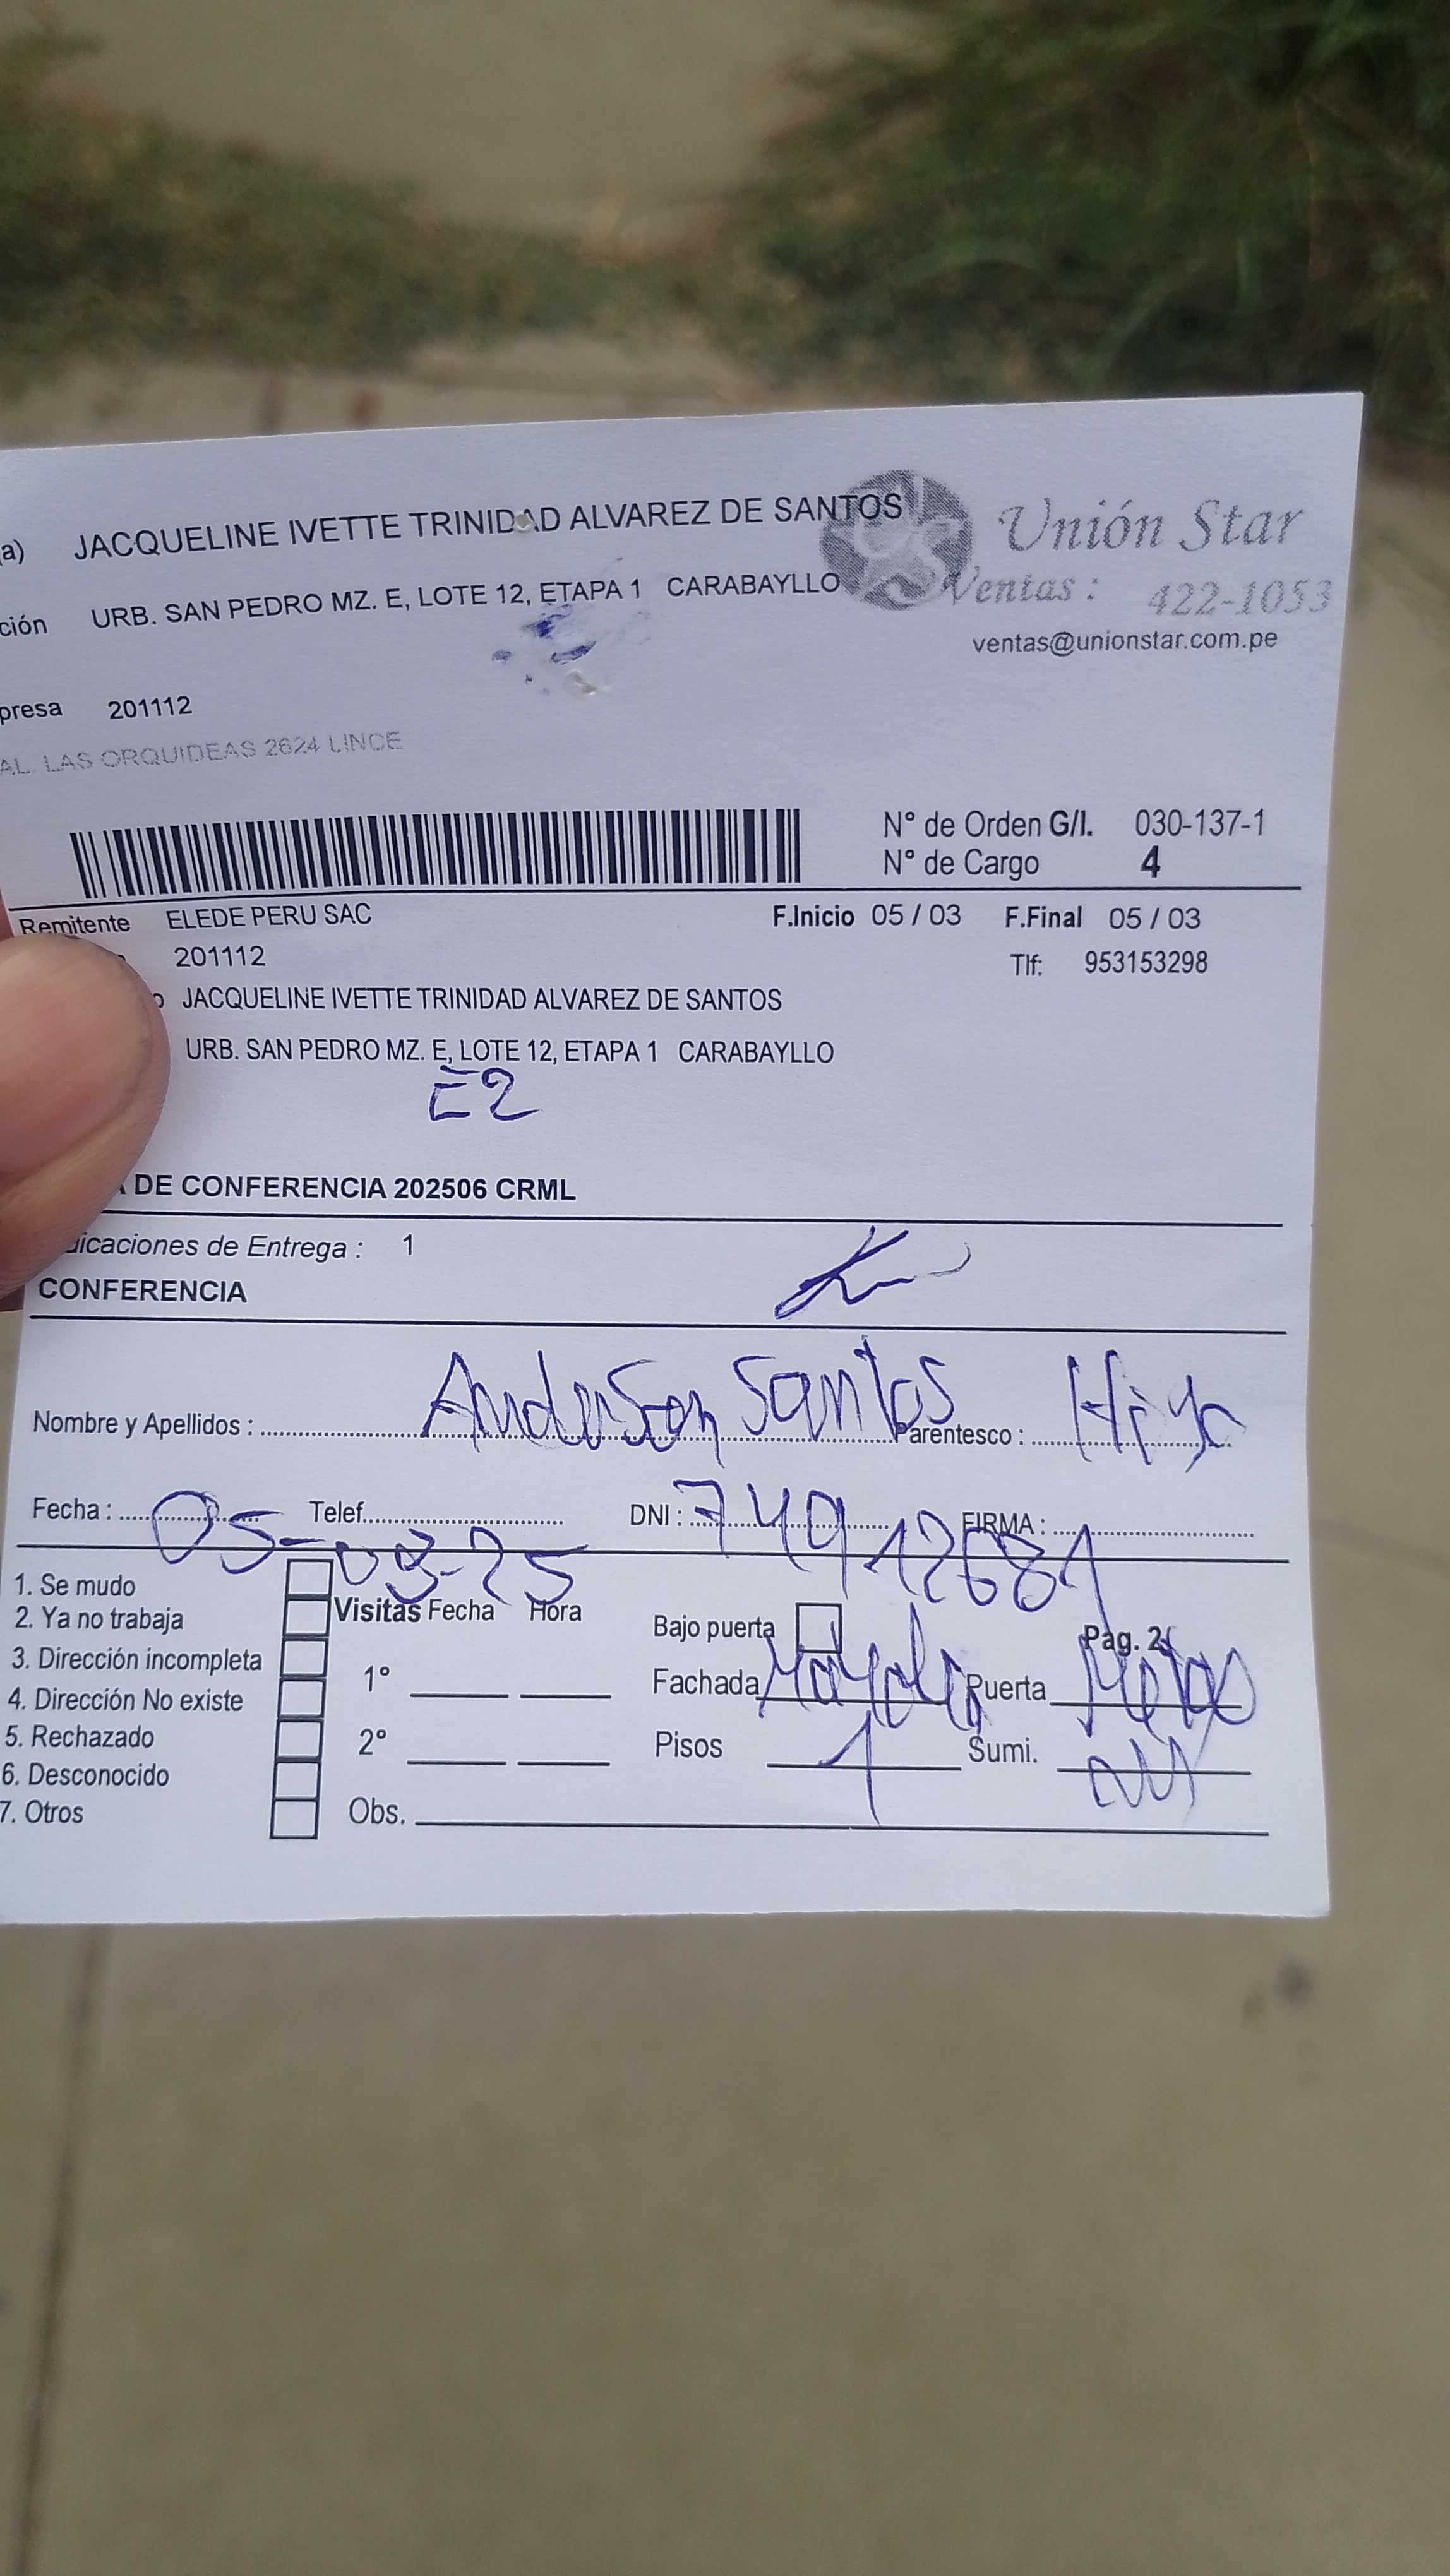 a) JACQUELINE IVETTE TRINIDAD ALVAREZ DE SANTOS
Unión Star
ción URB. SAN PEDRO MZ. E, LOTE 12, ETAPA 1 CARABAYLLO
Ventas : 422-1053
ventas@unionstar.com.pe
presa 201112
AL. LAS ORQUIDEAS 2624 LINCE
N° de Orden G/I. 030-137-1
N° de Cargo 4
Remitente ELEDE PERU SAC F.Inicio 05 / 03 F.Final 05 / 03
201112 Tlf: 953153298
o JACQUELINE IVETTE TRINIDAD ALVAREZ DE SANTOS
URB. SAN PEDRO MZ. E, LOTE 12, ETAPA 1 CARABAYLLO
E2
DE CONFERENCIA 202506 CRML
dicaciones de Entrega : 1
CONFERENCIA
Nombre y Apellidos : Anderson Santos Parentesco : Hijo
Fecha : 05-03-25 Telef. DNI : 74912681 FIRMA :
1. Se mudo
2. Ya no trabaja
3. Dirección incompleta
4. Dirección No existe
5. Rechazado
6. Desconocido
7. Otros
Visitas Fecha Hora
1°
2°
Obs.
Bajo puerta Pag. 2
Fachada Puerta
Pisos 1 Sumi.